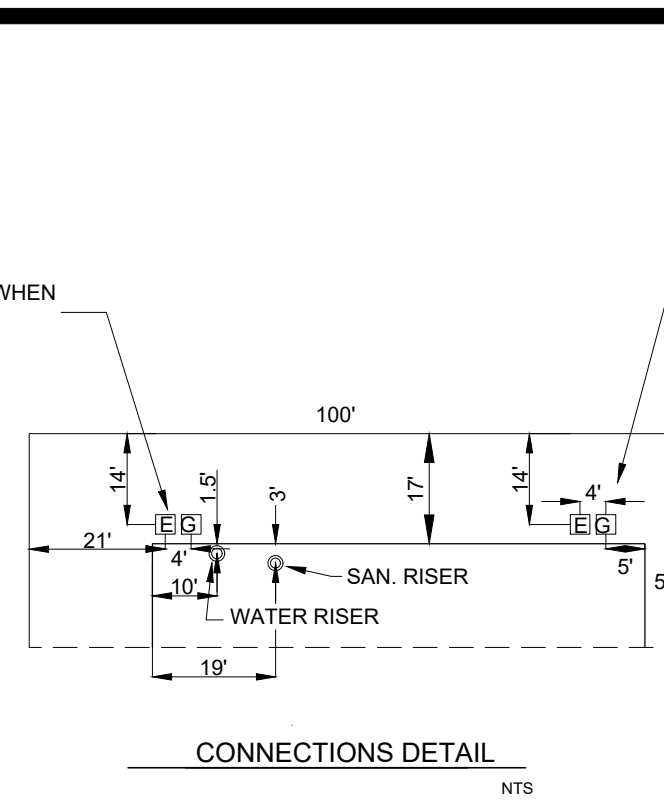 WHEN
100'
14'
1.5'
3'
17'
14'
4'
E G
E G
21'
4'
5'
5
10'
SAN. RISER
WATER RISER
19'
CONNECTIONS DETAIL
NTS